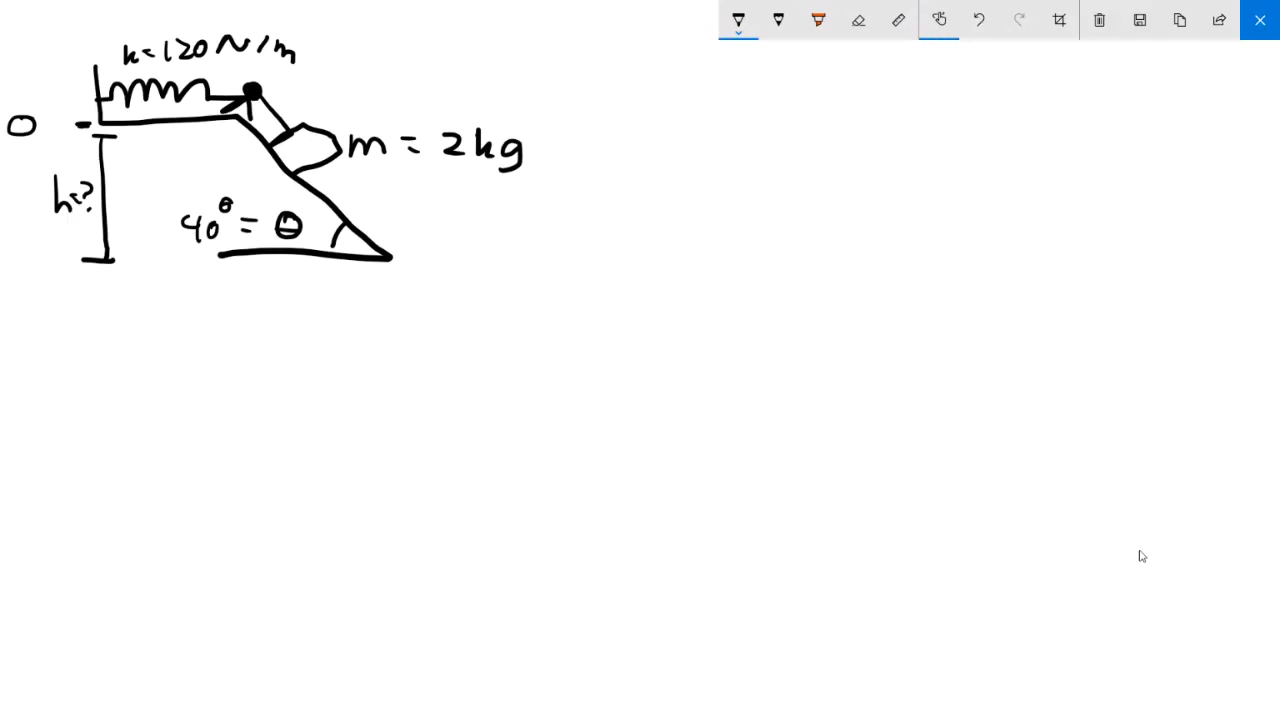 k=120 N/m
0
m = 2kg
h=?
40° = θ